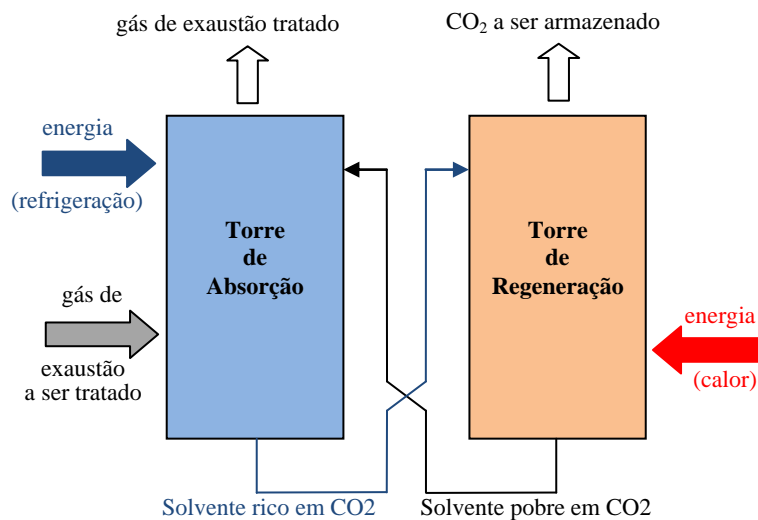 gás de exaustão tratado
CO₂ a ser armazenado
energia
(refrigeração)
Torre
de
Absorção
Torre
de
Regeneração
gás de
exaustão
a ser tratado
energia
(calor)
Solvente rico em CO2
Solvente pobre em CO2